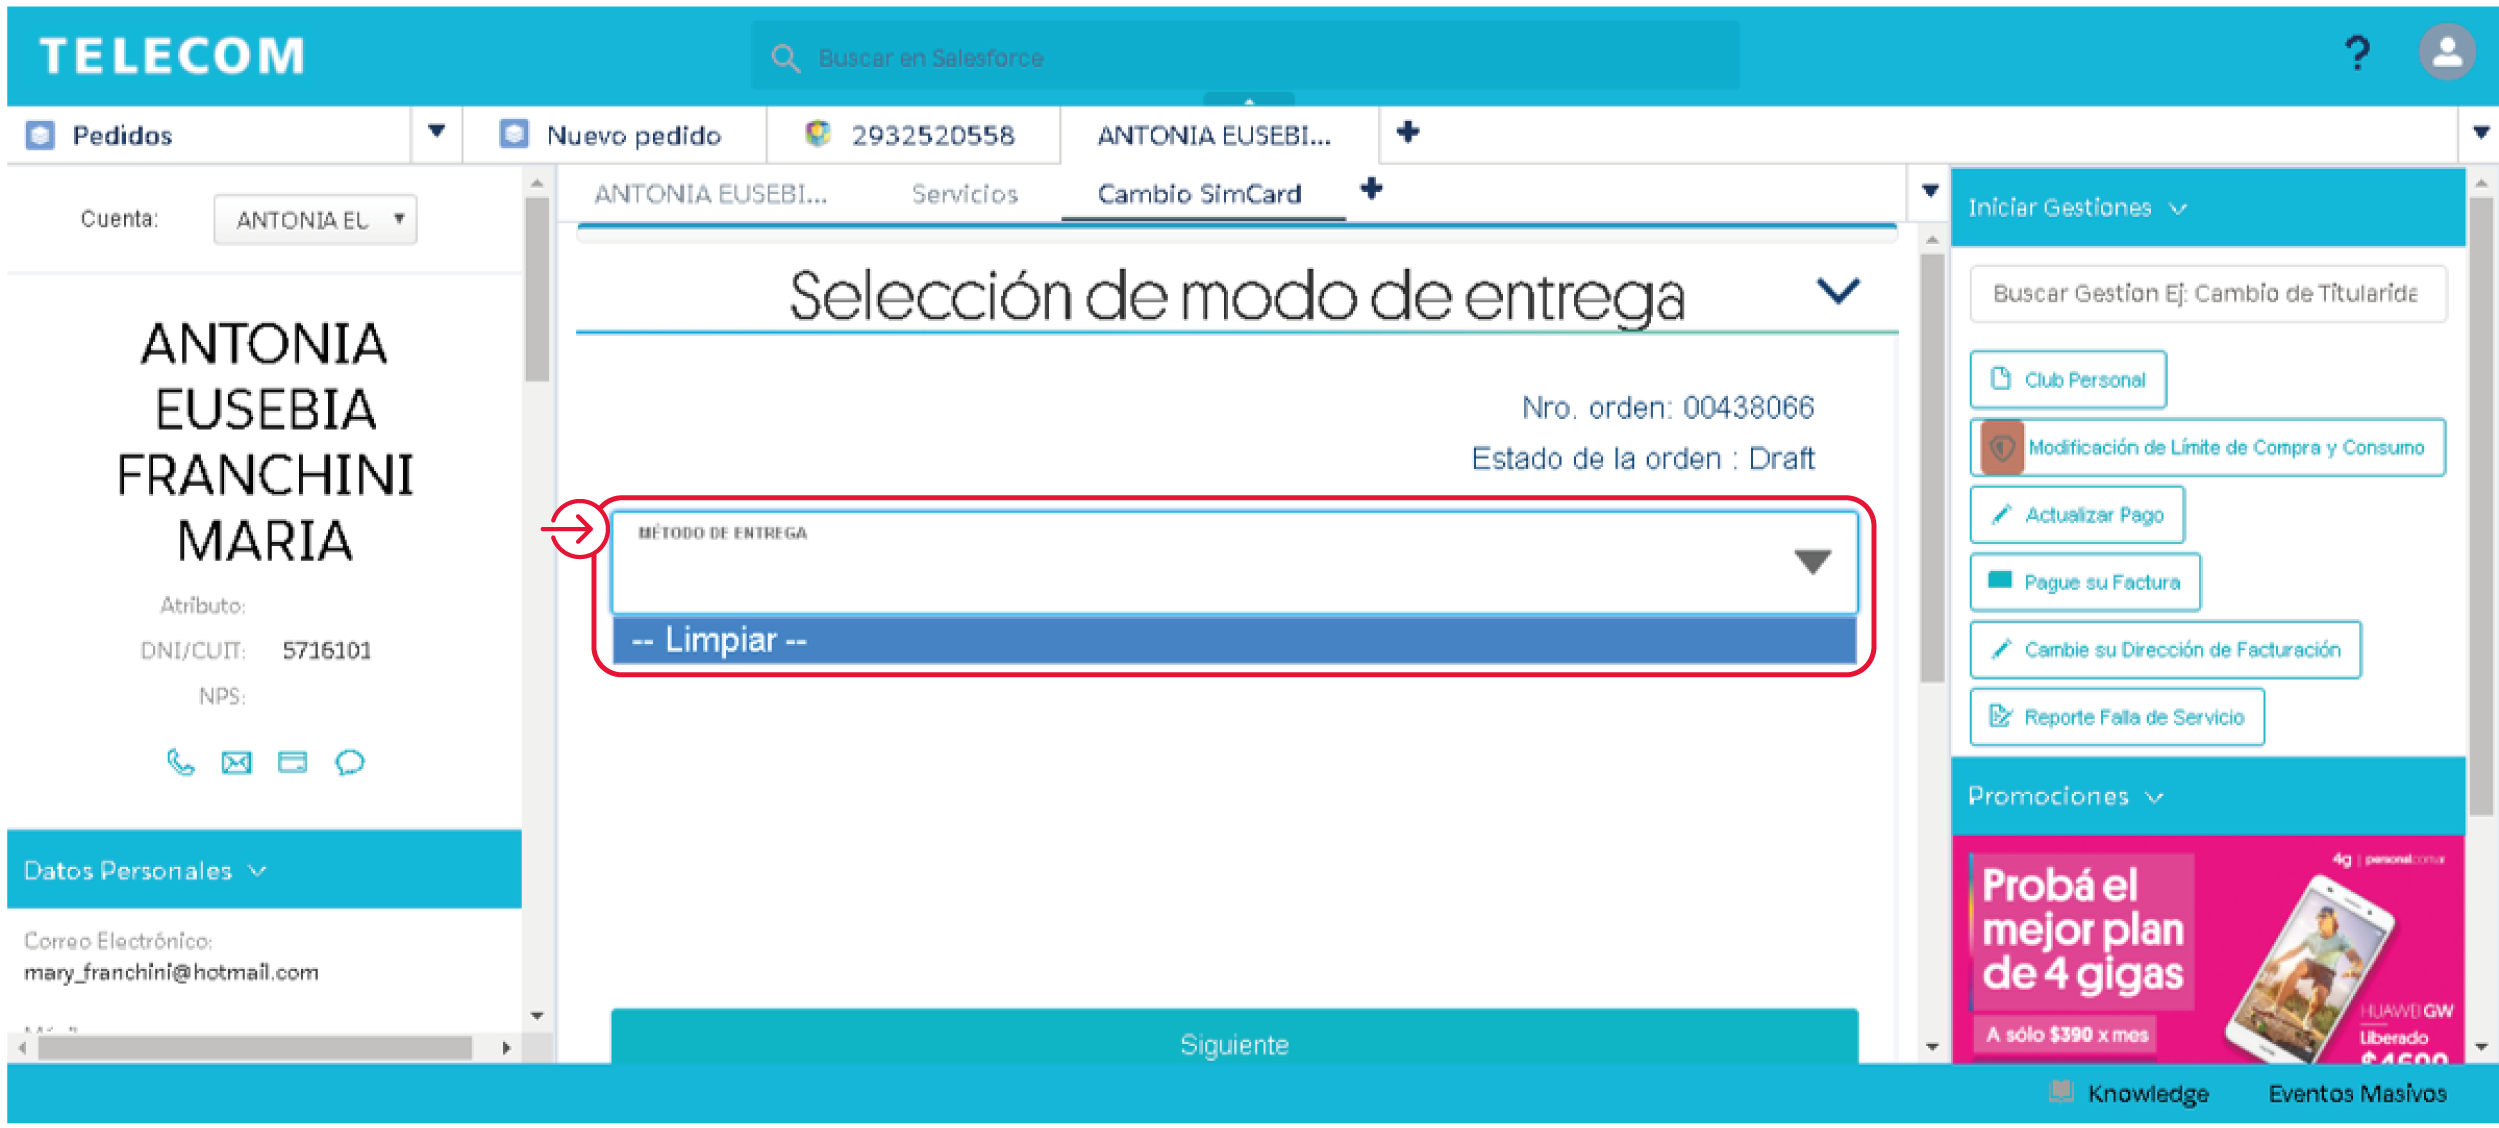 TELECOM
Buscar en Salesforce
?
Pedidos
Nuevo pedido
2932520558
ANTONIA EUSEBI...
Cuenta:
ANTONIA EU
ANTONIA
EUSEBIA
FRANCHINI
MARIA
Atributo:
DNI/CUIT: 5716101
NPS:
Datos Personales
Correo Electrónico:
mary_franchini@hotmail.com
ANTONIA EUSEBI...
Servicios
Cambio SimCard
Selección de modo de entrega
Nro. orden: 00438066
Estado de la orden : Draft
MÉTODO DE ENTREGA
-- Limpiar --
Siguiente
Iniciar Gestiones
Buscar Gestion Ej: Cambio de Titularida
Club Personal
Modificación de Límite de Compra y Consumo
Actualizar Pago
Pague su Factura
Cambie su Dirección de Facturación
Reporte Falla de Servicio
Promociones
4g | personal.com.ar
Probá el
mejor plan
de 4 gigas
A sólo $390 x mes
HUAWEI GW
Liberado
Knowledge
Eventos Masivos